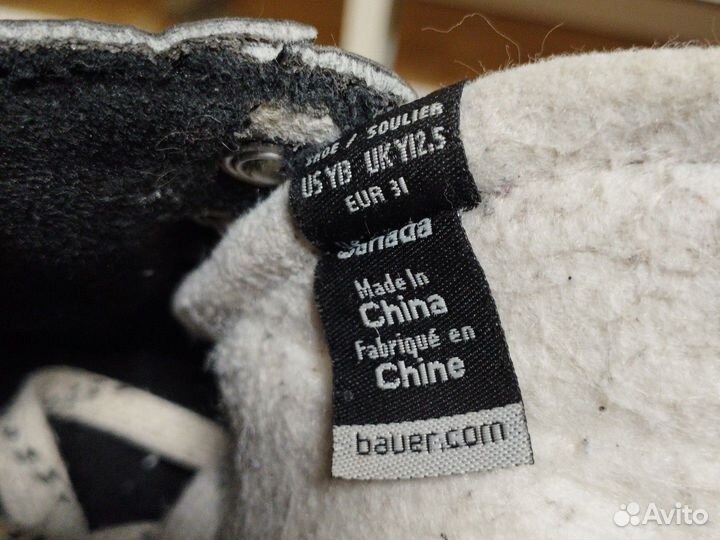 SHOE / SOULIER
US Y13 UK Y12.5
EUR 31
Canada
Made In
China
Fabriqué en
Chine
bauer.com
Avito